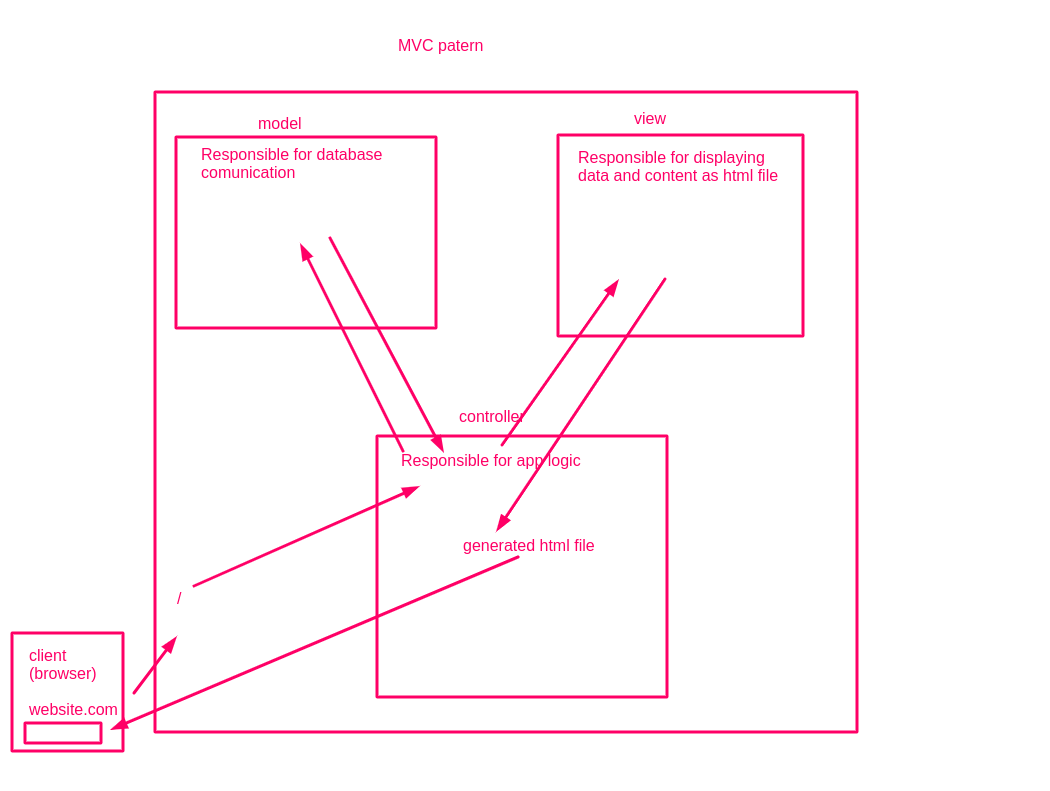 MVC patern
model
view
Responsible for database
comunication
Responsible for displaying
data and content as html file
controller
Responsible for app logic
generated html file
/
client
(browser)
website.com